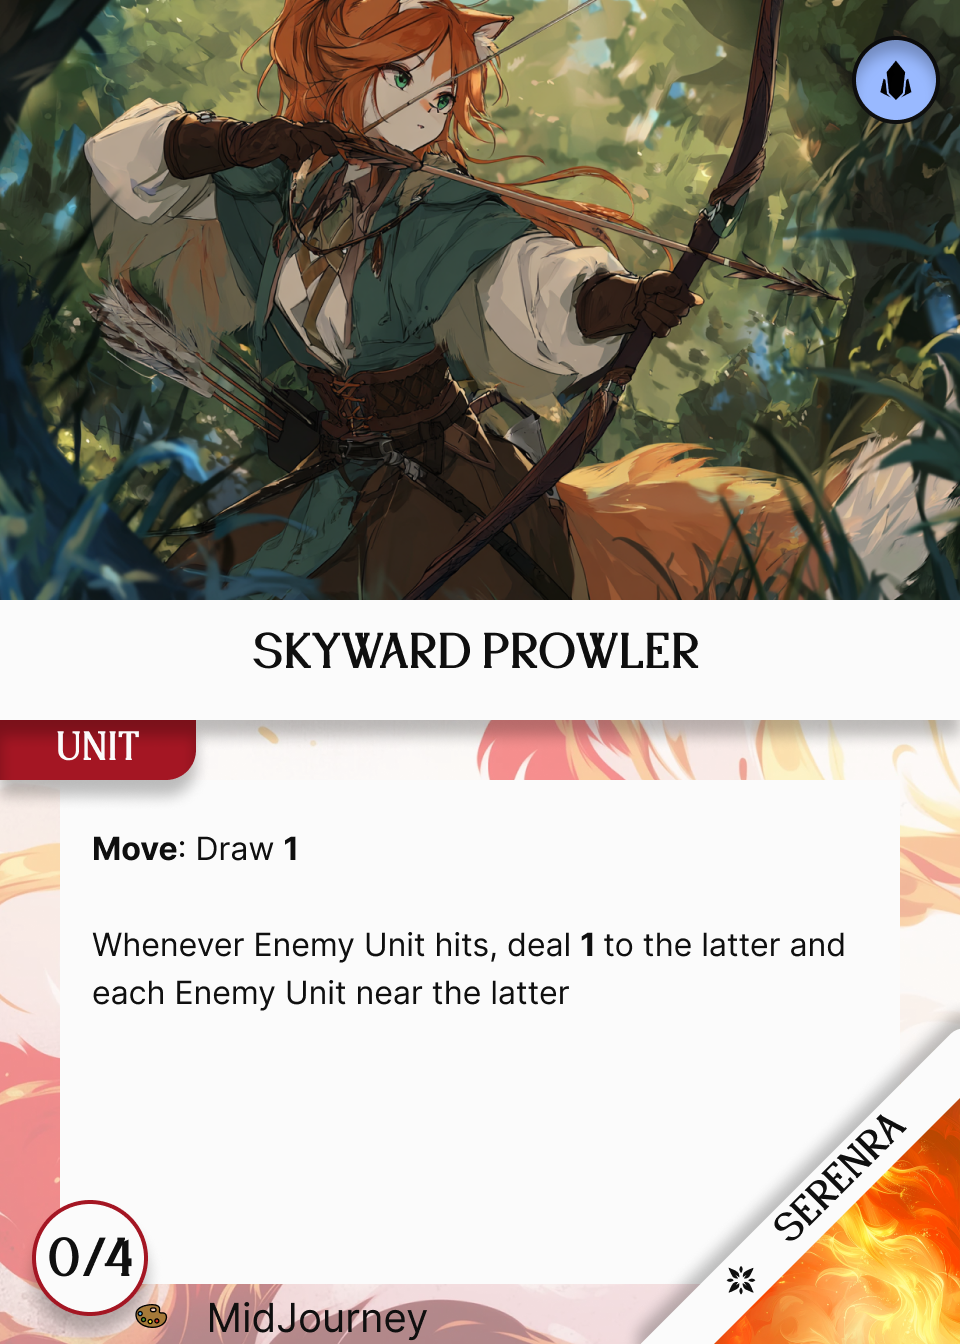 SKYWARD PROWLER
UNIT
Move: Draw 1
Whenever Enemy Unit hits, deal 1 to the latter and
each Enemy Unit near the latter
SERENRA
0/4
MidJourney